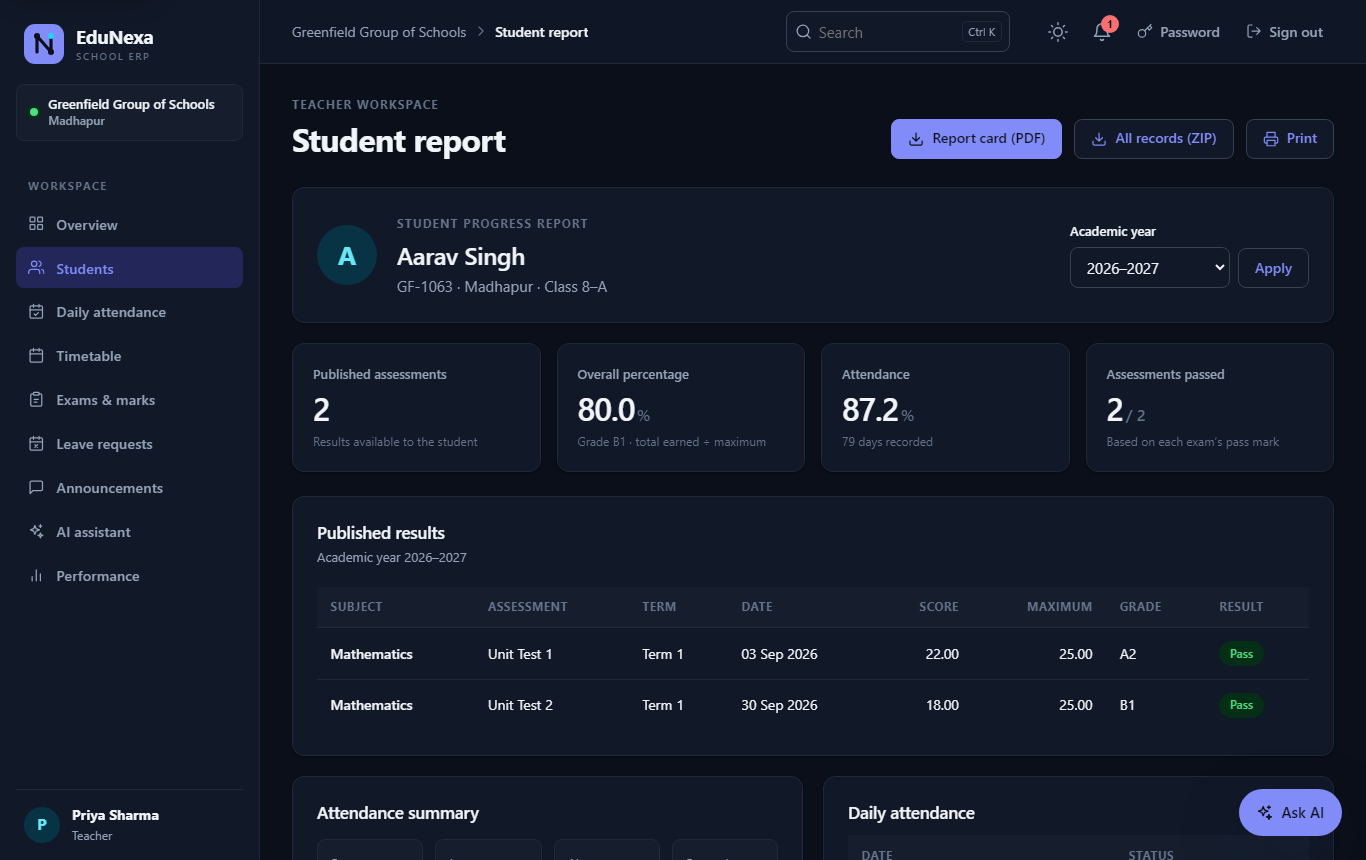 EduNexa
SCHOOL ERP
Greenfield Group of Schools
Madhapur
WORKSPACE
Overview
Students
Daily attendance
Timetable
Exams & marks
Leave requests
Announcements
AI assistant
Performance
P
Priya Sharma
Teacher
Greenfield Group of Schools > Student report
Search
Ctrl K
1
Password
Sign out
TEACHER WORKSPACE
Student report
Report card (PDF)
All records (ZIP)
Print
A
STUDENT PROGRESS REPORT
Aarav Singh
GF-1063 · Madhapur · Class 8–A
Academic year
2026–2027
Apply
Published assessments
2
Results available to the student
Overall percentage
80.0%
Grade B1 · total earned ÷ maximum
Attendance
87.2%
79 days recorded
Assessments passed
2 / 2
Based on each exam's pass mark
Published results
Academic year 2026–2027
SUBJECT ASSESSMENT TERM DATE SCORE MAXIMUM GRADE RESULT
Mathematics Unit Test 1 Term 1 03 Sep 2026 22.00 25.00 A2 Pass
Mathematics Unit Test 2 Term 1 30 Sep 2026 18.00 25.00 B1 Pass
Attendance summary
Daily attendance
DATE STATUS
Ask AI